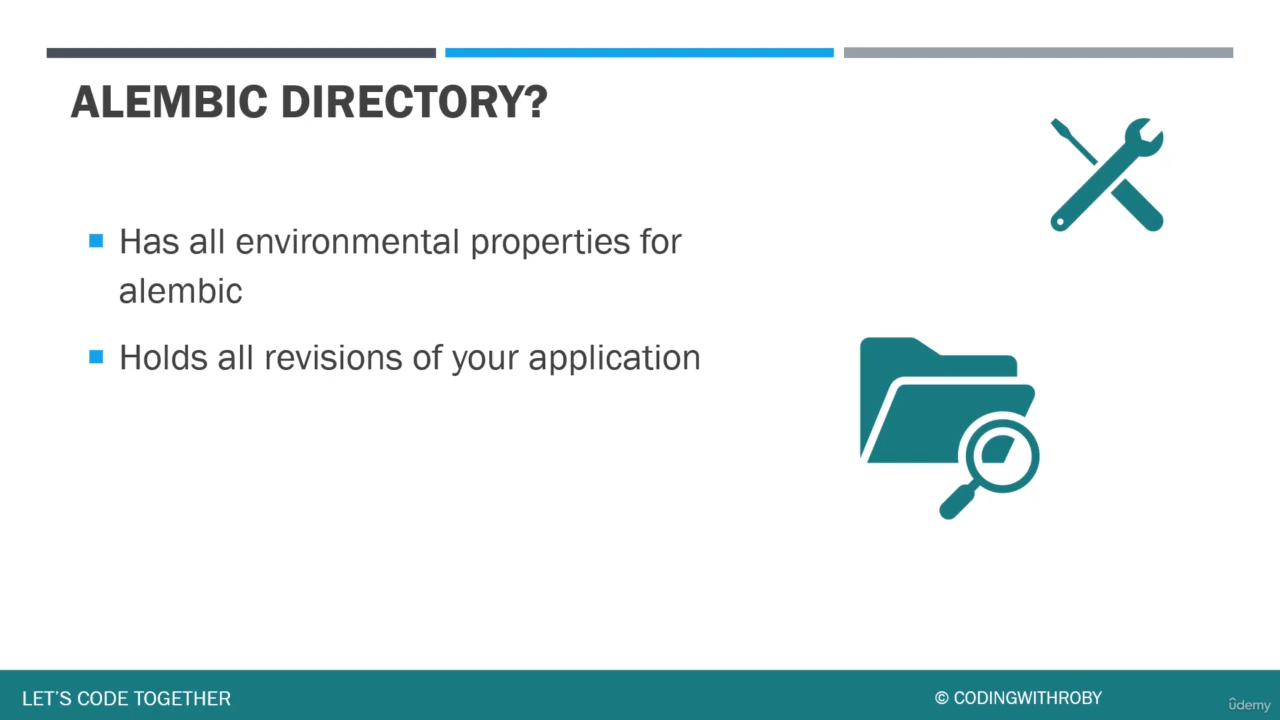 ALEMBIC DIRECTORY?
Has all environmental properties for
alembic
Holds all revisions of your application
LET'S CODE TOGETHER
© CODINGWITHROBY
ûdemy